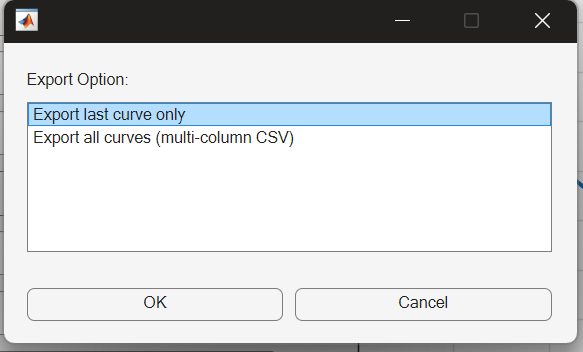 Export Option:
Export last curve only
Export all curves (multi-column CSV)
OK
Cancel